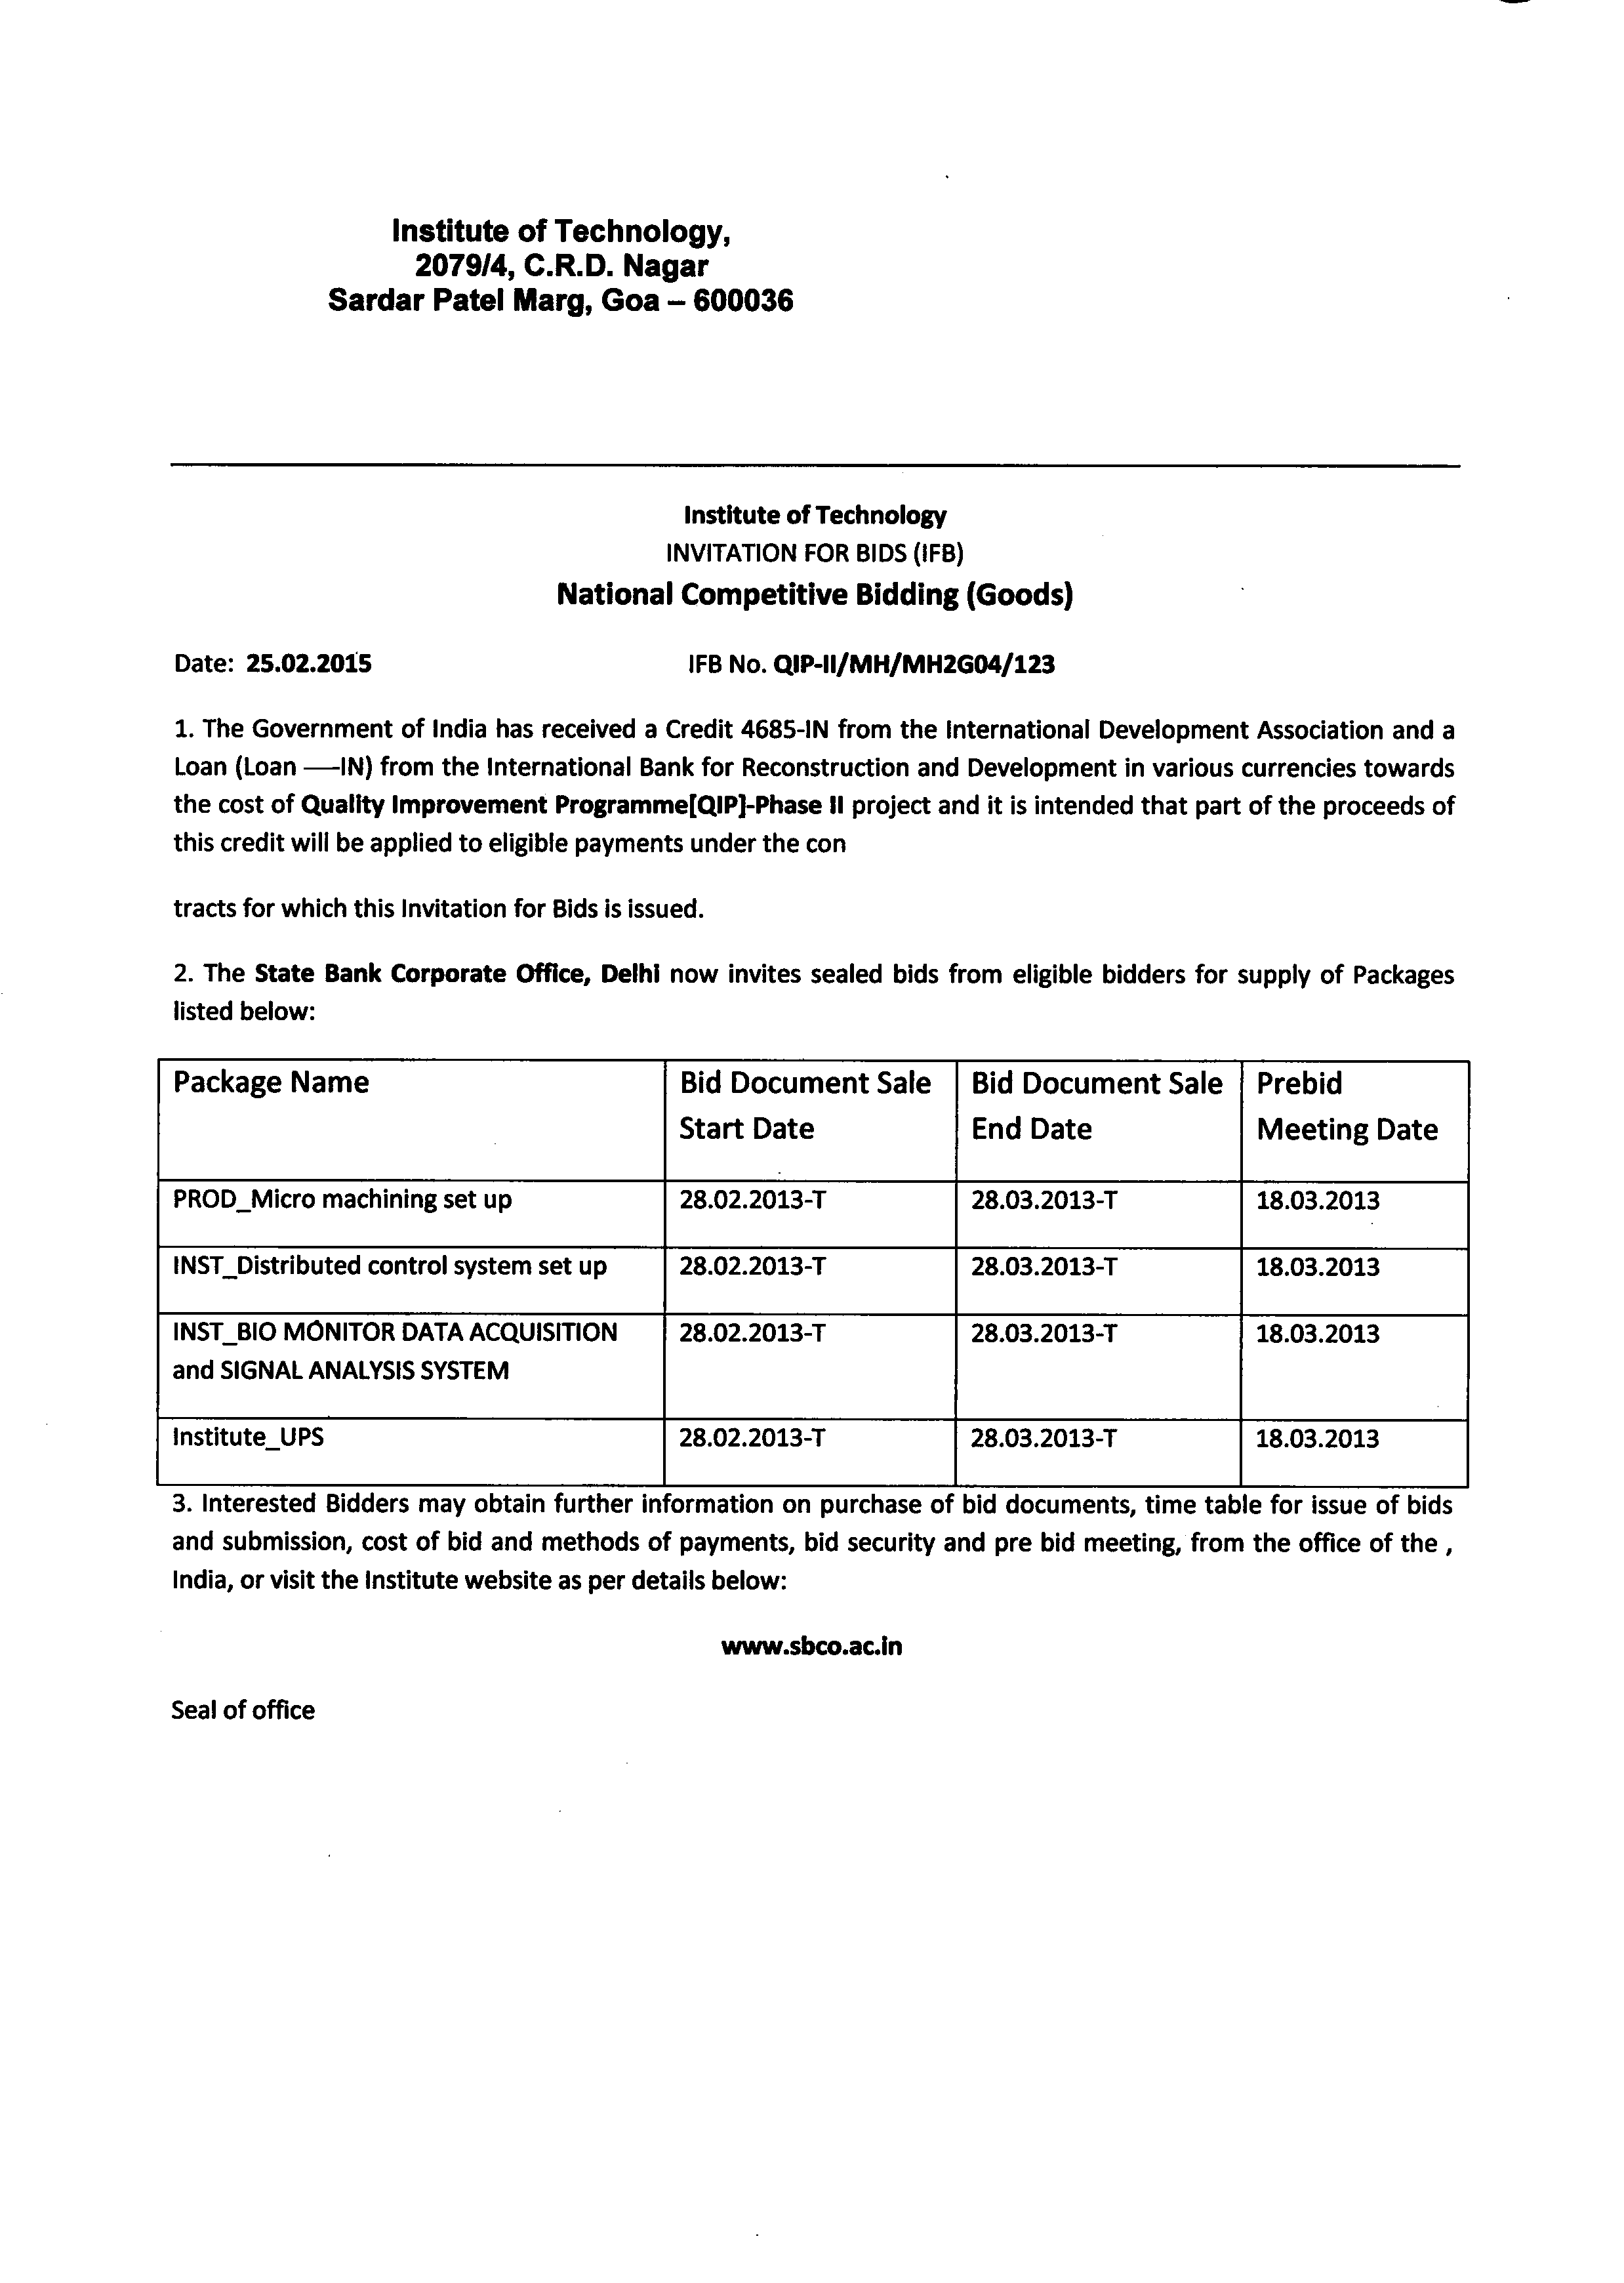 Institute of Technology,
2079/4, C.R.D. Nagar
Sardar Patel Marg, Goa – 600036
Institute of Technology
INVITATION FOR BIDS (IFB)
National Competitive Bidding (Goods)
Date: 25.02.2015 IFB No. QIP-II/MH/MH2G04/123
1. The Government of India has received a Credit 4685-IN from the International Development Association and a
Loan (Loan —–IN) from the International Bank for Reconstruction and Development in various currencies towards
the cost of Quality Improvement Programme[QIP]-Phase II project and it is intended that part of the proceeds of
this credit will be applied to eligible payments under the con
tracts for which this Invitation for Bids is issued.
2. The State Bank Corporate Office, Delhi now invites sealed bids from eligible bidders for supply of Packages
listed below:
Package Name Bid Document Sale Bid Document Sale Prebid
Start Date End Date Meeting Date
PROD_Micro machining set up 28.02.2013-T 28.03.2013-T 18.03.2013
INST_Distributed control system set up 28.02.2013-T 28.03.2013-T 18.03.2013
INST_BIO MONITOR DATA ACQUISITION 28.02.2013-T 28.03.2013-T 18.03.2013
and SIGNAL ANALYSIS SYSTEM
Institute_UPS 28.02.2013-T 28.03.2013-T 18.03.2013
3. Interested Bidders may obtain further information on purchase of bid documents, time table for issue of bids
and submission, cost of bid and methods of payments, bid security and pre bid meeting, from the office of the ,
India, or visit the Institute website as per details below:
www.sbco.ac.in
Seal of office